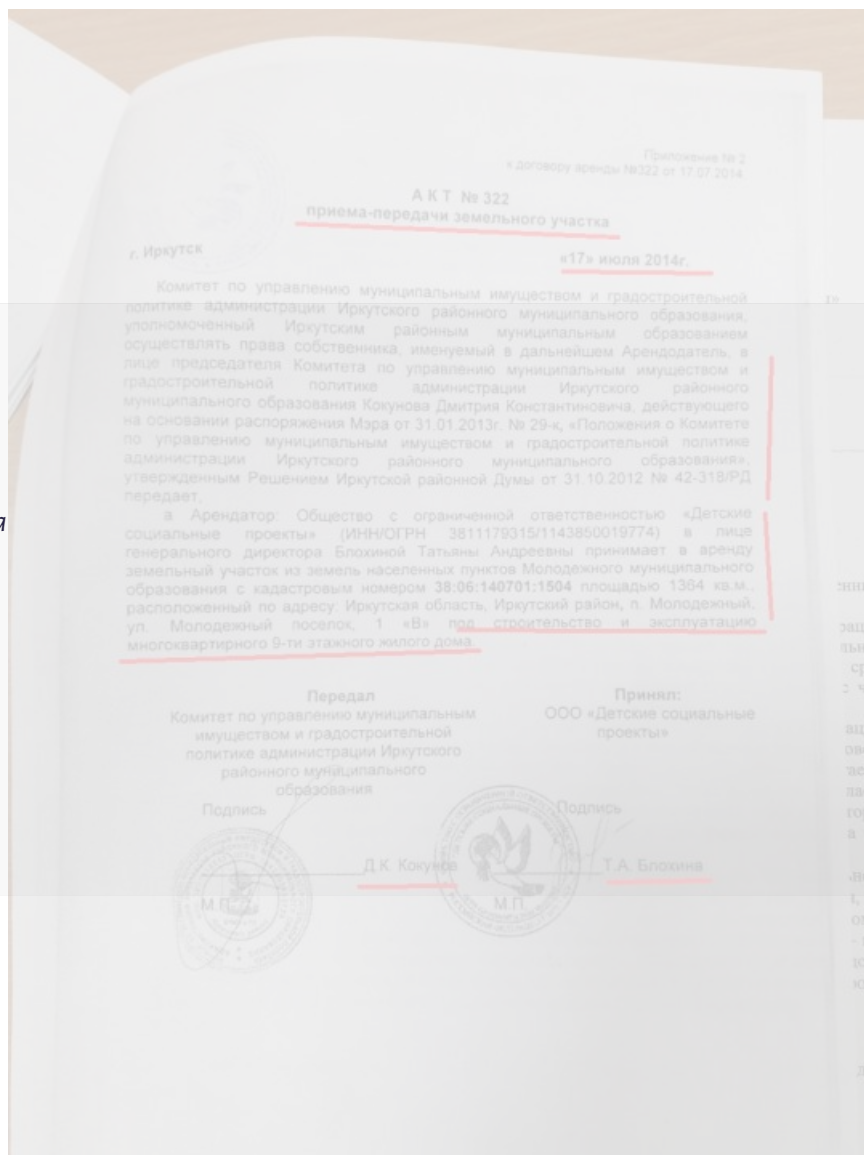 Приложение № 2
к договору аренды №322 от 17.07.2014
А К Т № 322
приема-передачи земельного участка
г. Иркутск
«17» июля 2014г.
Комитет по управлению муниципальным имуществом и градостроительной
политике администрации Иркутского районного муниципального образования,
уполномоченный Иркутским районным муниципальным образованием
осуществлять права собственника, именуемый в дальнейшем Арендодатель, в
лице председателя Комитета по управлению муниципальным имуществом и
градостроительной политике администрации Иркутского районного
муниципального образования Кокунова Дмитрия Константиновича, действующего
на основании распоряжения Мэра от 31.01.2013г. № 29-к, «Положения о Комитете
по управлению муниципальным имуществом и градостроительной политике
администрации Иркутского районного муниципального образования»,
утвержденным Решением Иркутской районной Думы от 31.10.2012 № 42-318/РД
передает,
а Арендатор: Общество с ограниченной ответственностью «Детские
социальные проекты» (ИНН/ОГРН 3811179315/1143850019774) в лице
генерального директора Блохиной Татьяны Андреевны принимает в аренду
земельный участок из земель населенных пунктов Молодежного муниципального
образования с кадастровым номером 38:06:140701:1504 площадью 1364 кв.м.,
расположенный по адресу: Иркутская область, Иркутский район, п. Молодежный,
ул. Молодежный поселок, 1 «В» под строительство и эксплуатацию
многоквартирного 9-ти этажного жилого дома.
Передал
Комитет по управлению муниципальным
имуществом и градостроительной
политике администрации Иркутского
районного муниципального
образования
Подпись
Д.К. Кокунов
М.П.
Принял:
ООО «Детские социальные
проекты»
Подпись
Т.А. Блохина
М.П.